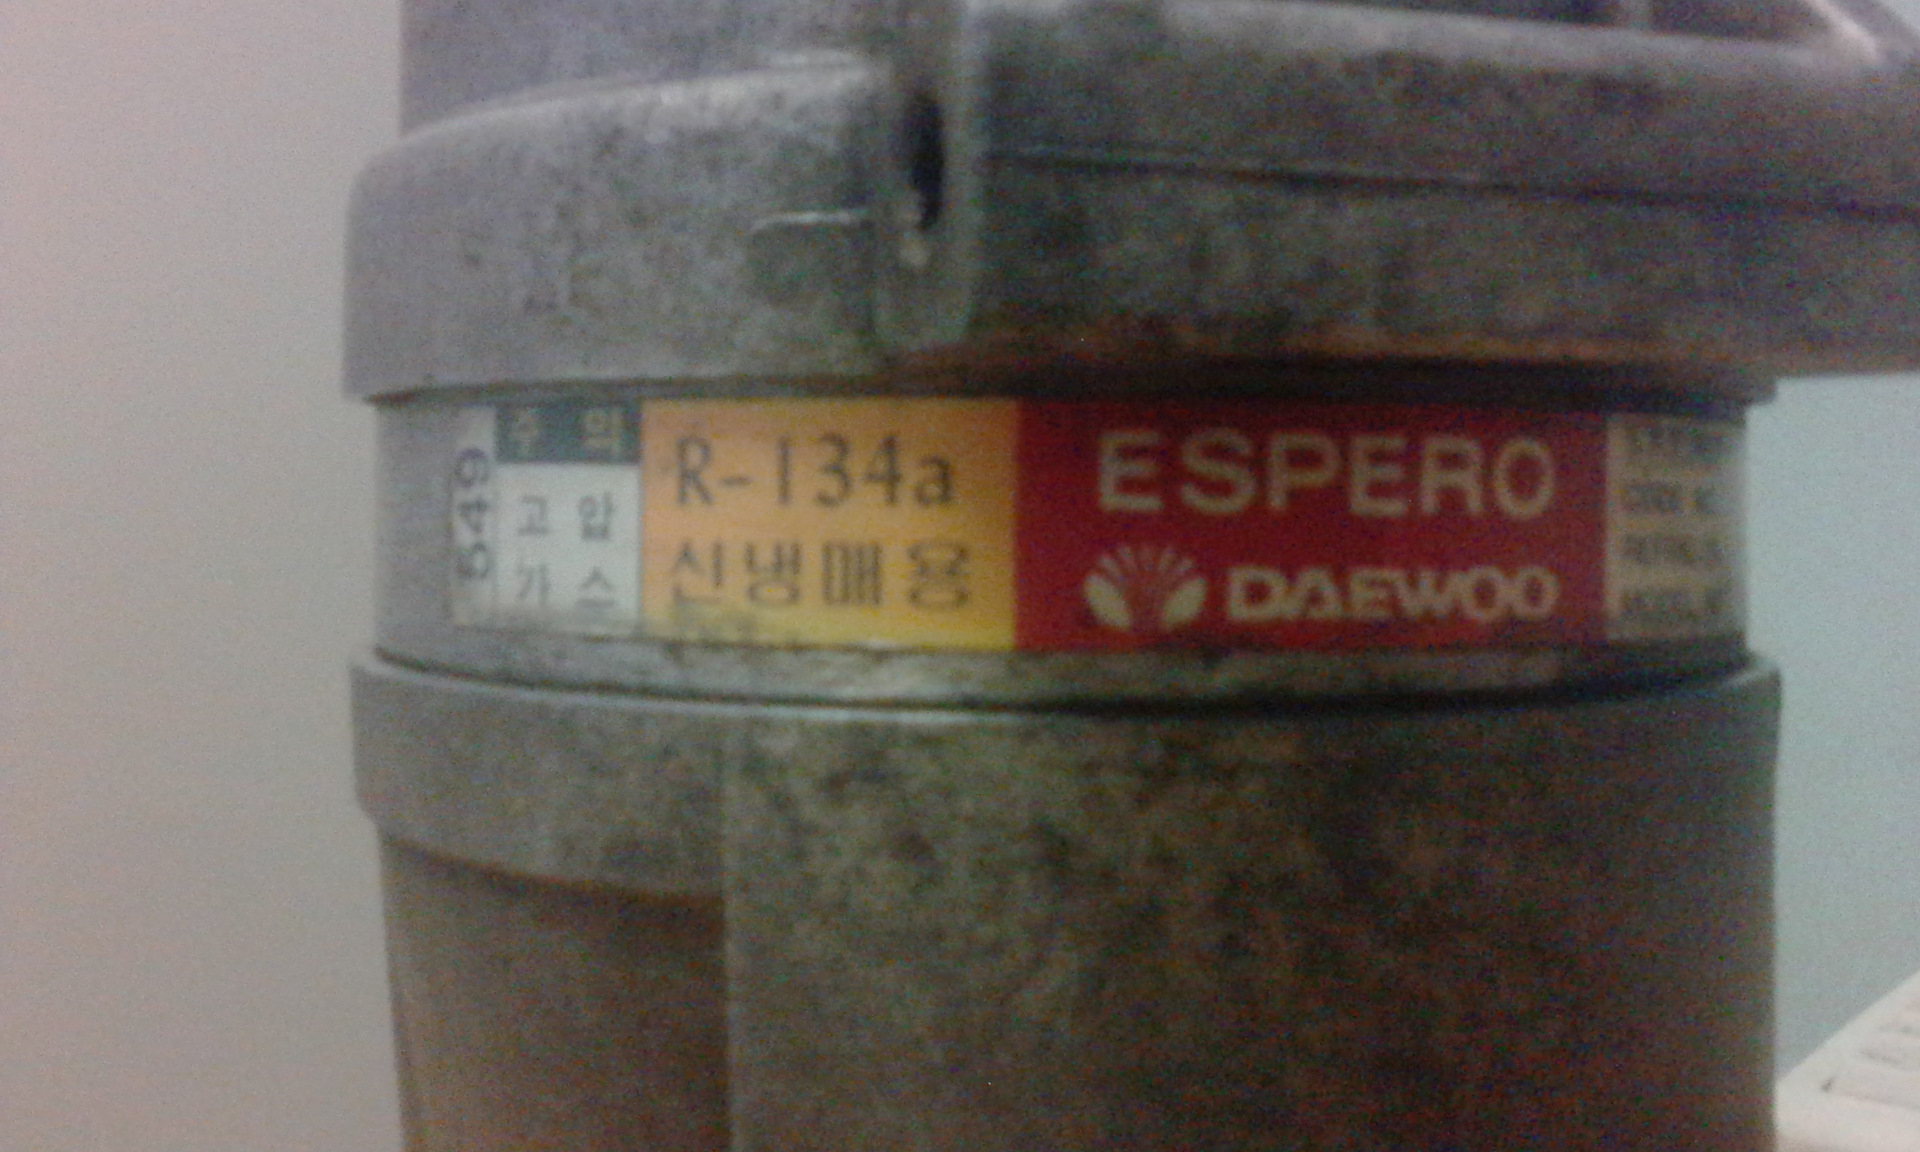 549
주 의
고 압
가 스
R-134a
신냉매용
ESPERO
DAEWOO